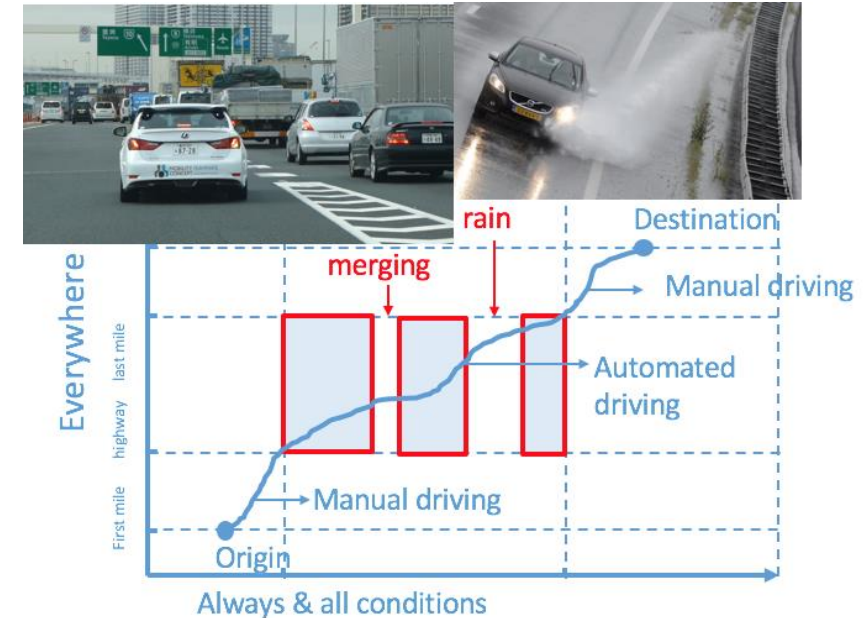 rain
Destination
merging
Manual driving
Everywhere
last mile
highway
First mile
Automated
driving
Manual driving
Origin
Always & all conditions